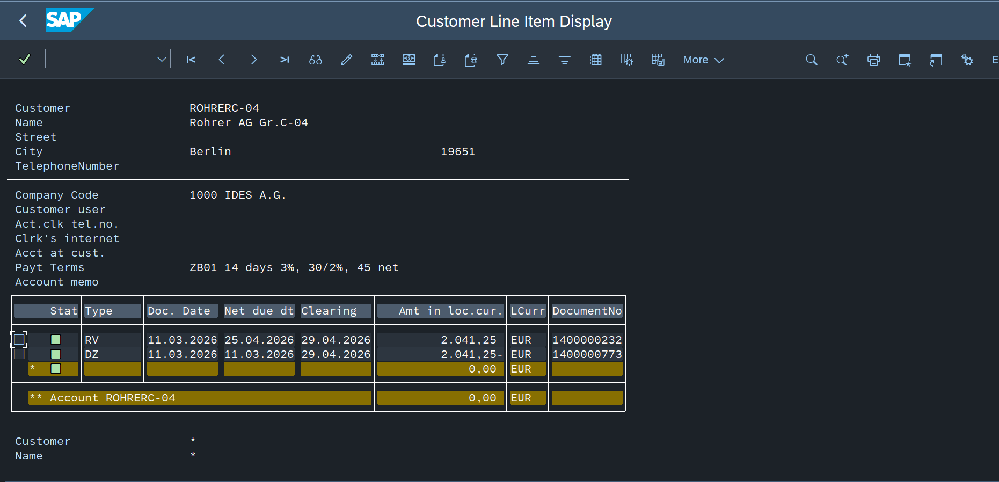 SAP
Customer Line Item Display
More
E
Customer ROHRERC-04
Name Rohrer AG Gr.C-04
Street
City Berlin 19651
TelephoneNumber
Company Code 1000 IDES A.G.
Customer user
Act.clk tel.no.
Clrk's internet
Acct at cust.
Payt Terms ZB01 14 days 3%, 30/2%, 45 net
Account memo
Stat Type Doc. Date Net due dt Clearing Amt in loc.cur. LCurr DocumentNo
RV 11.03.2026 25.04.2026 29.04.2026 2.041,25 EUR 1400000232
DZ 11.03.2026 11.03.2026 29.04.2026 2.041,25- EUR 1400000773
* 0,00 EUR
** Account ROHRERC-04 0,00 EUR
Customer *
Name *